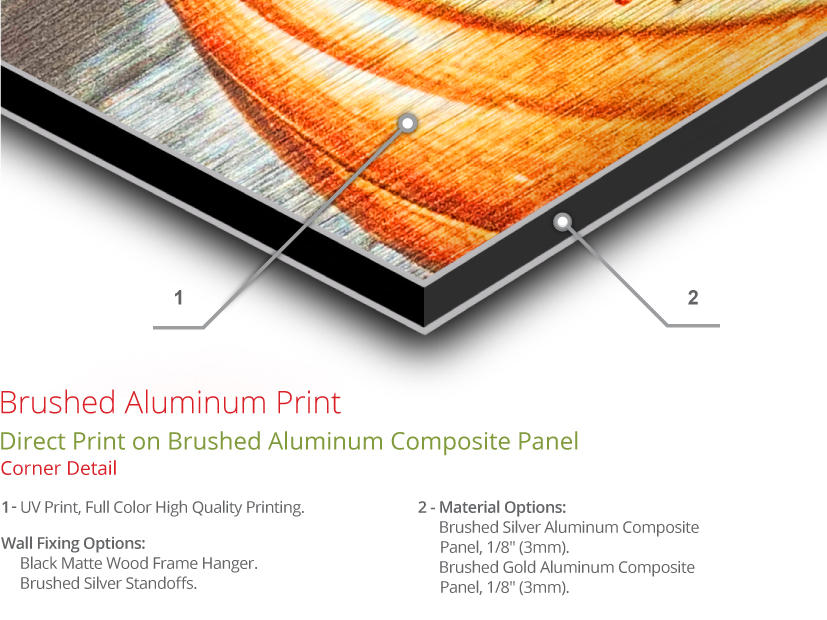 1
2
Brushed Aluminum Print
Direct Print on Brushed Aluminum Composite Panel
Corner Detail
1- UV Print, Full Color High Quality Printing.
Wall Fixing Options:
Black Matte Wood Frame Hanger.
Brushed Silver Standoffs.
2 - Material Options:
Brushed Silver Aluminum Composite
Panel, 1/8" (3mm).
Brushed Gold Aluminum Composite
Panel, 1/8" (3mm).